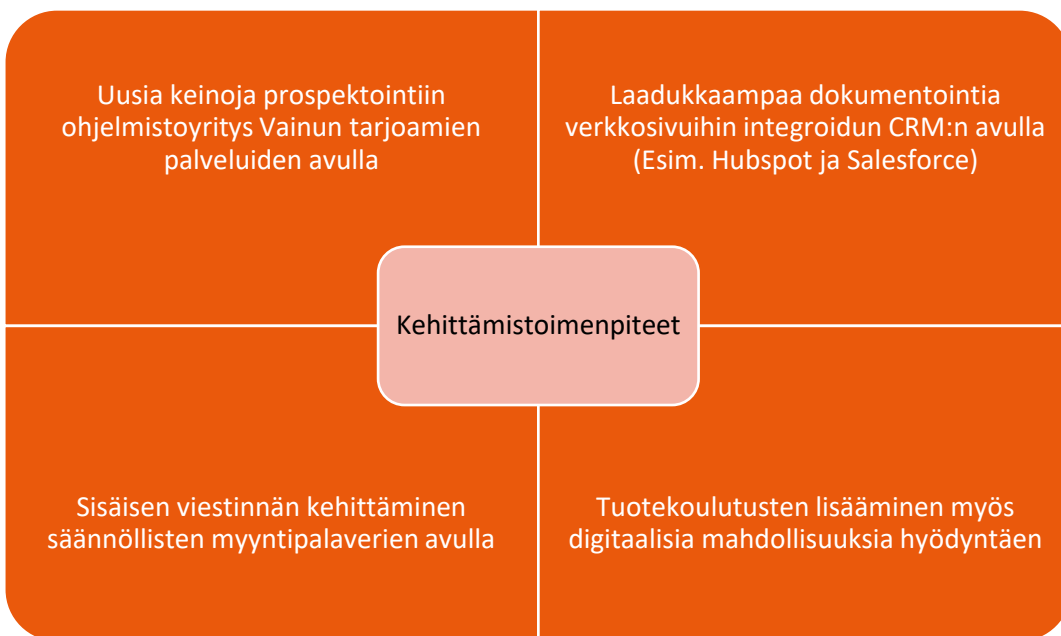 Uusia keinoja prospektointiin
ohjelmistoyritys Vainun tarjoamien
palveluiden avulla
Laadukkaampaa dokumentointia
verkkosivuihin integroidun CRM:n avulla
(Esim. Hubspot ja Salesforce)
Kehittämistoimenpiteet
Sisäisen viestinnän kehittäminen
säännöllisten myyntipalaverien avulla
Tuotekoulutusten lisääminen myös
digitaalisia mahdollisuuksia hyödyntäen